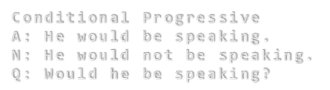 Conditional Progressive
A: He would be speaking.
N: He would not be speaking.
Q: Would he be speaking?